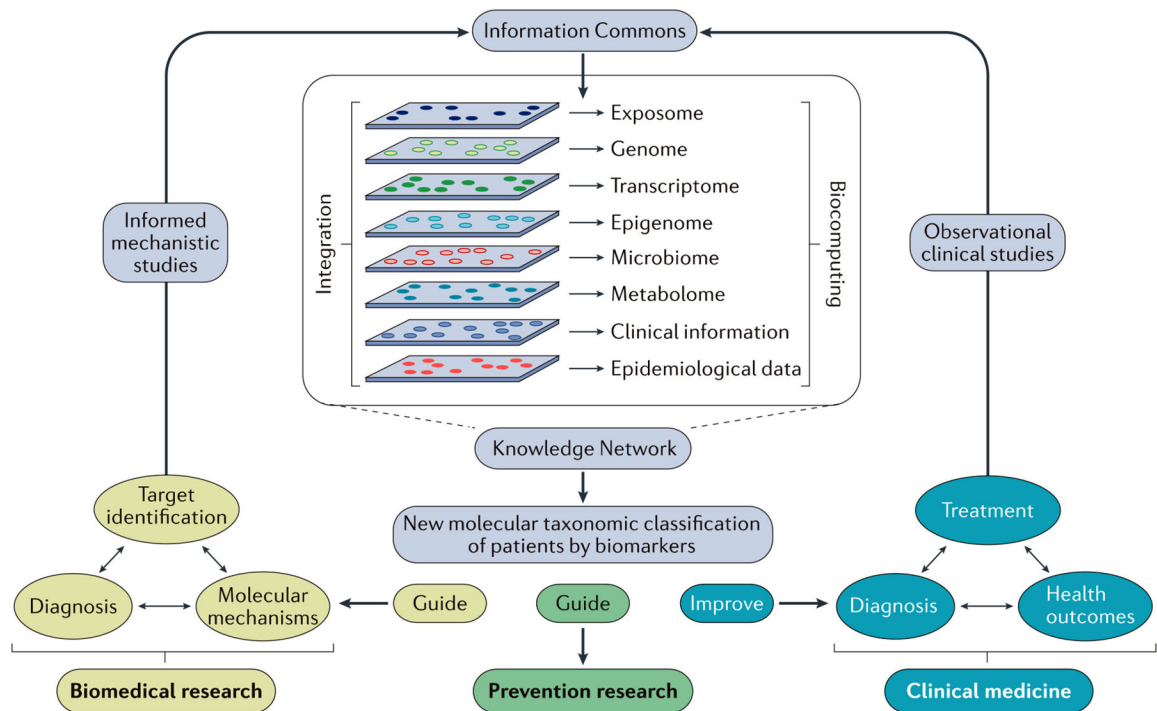 Information Commons
Exposome
Genome
Transcriptome
Epigenome
Microbiome
Metabolome
Clinical information
Epidemiological data
Integration
Biocomputing
Informed
mechanistic
studies
Observational
clinical studies
Knowledge Network
New molecular taxonomic classification
of patients by biomarkers
Target
identification
Diagnosis
Molecular
mechanisms
Guide
Guide
Improve
Treatment
Diagnosis
Health
outcomes
Biomedical research
Prevention research
Clinical medicine